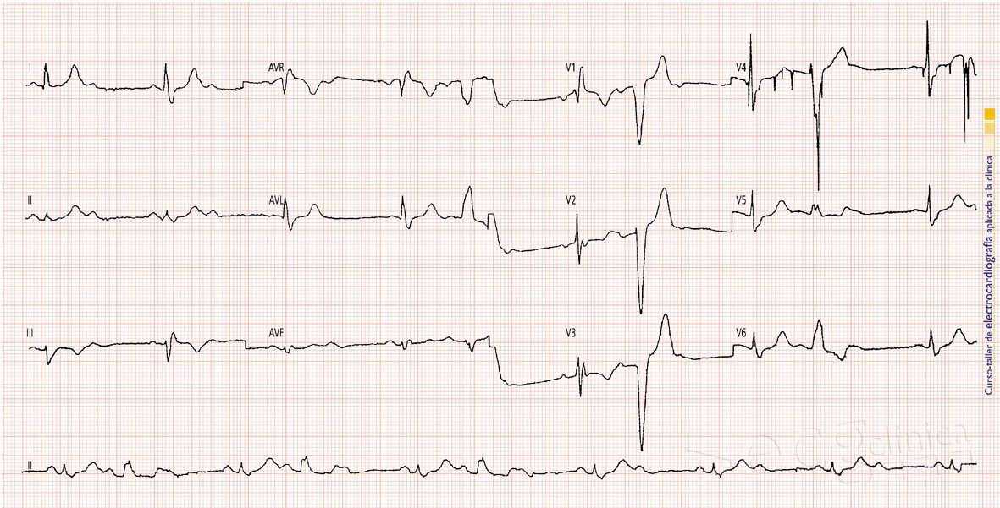 I
AVR
V1
V4
II
AVL
V2
V5
III
AVF
V3
V6
II
Curso-taller de electrocardiografía aplicada a la clínica
clínica